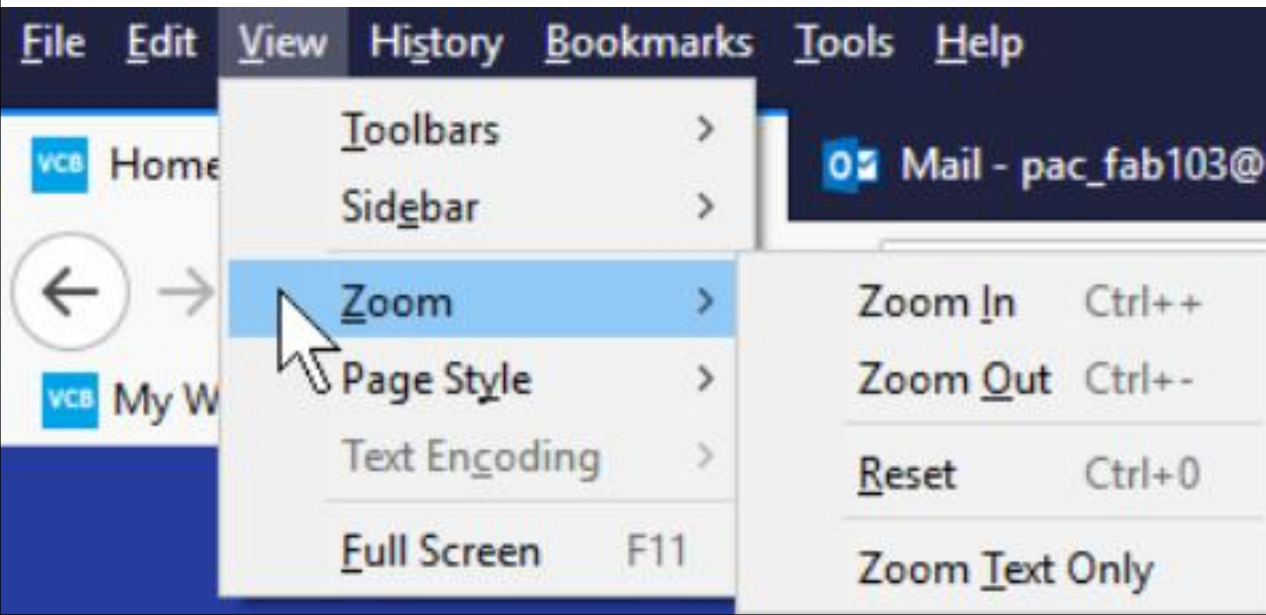 File Edit View History Bookmarks Tools Help
Toolbars
VCB Home
Mail - pac_fab103@
Sidebar
Zoom
Zoom In Ctrl++
Page Style
Zoom Out Ctrl+-
VCB My W
Text Encoding
Reset Ctrl+0
Full Screen F11
Zoom Text Only